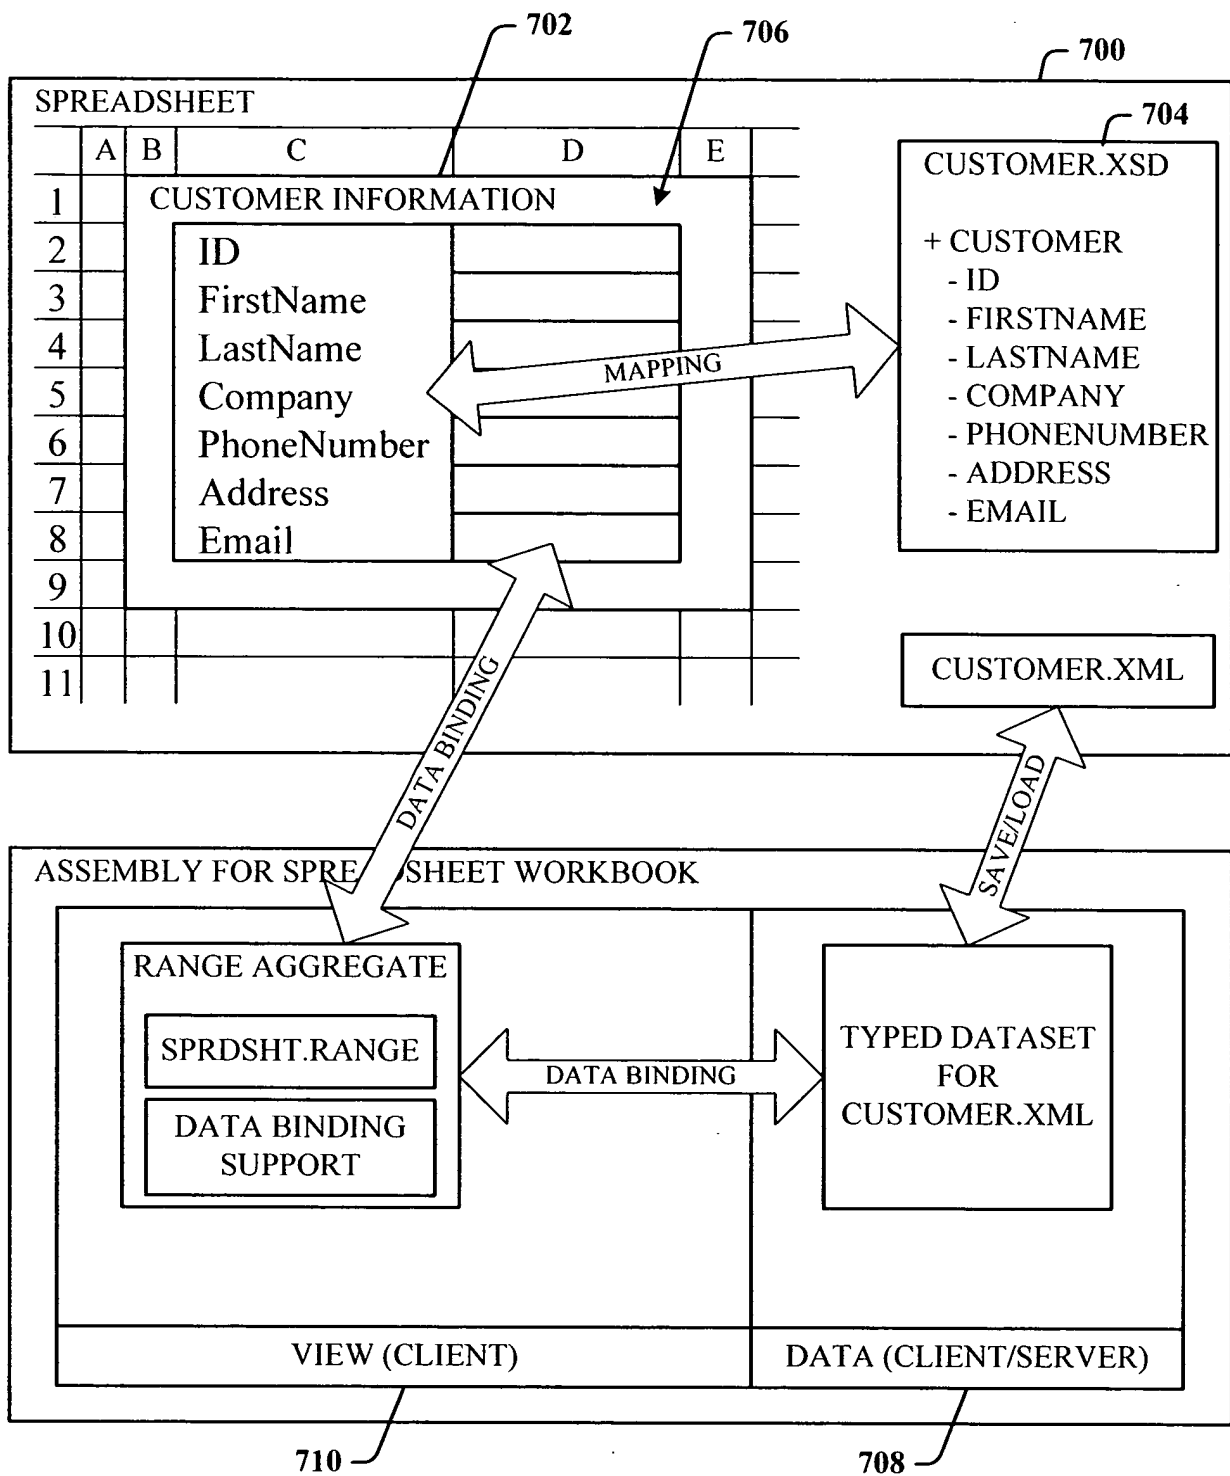 702
706
700
SPREADSHEET
704
A B C D E
CUSTOMER.XSD
1
CUSTOMER INFORMATION
2
ID
+ CUSTOMER
- ID
3
FirstName
- FIRSTNAME
4
LastName
- LASTNAME
MAPPING
5
Company
- COMPANY
6
PhoneNumber
- PHONENUMBER
7
Address
- ADDRESS
8
Email
- EMAIL
9
10
11
CUSTOMER.XML
DATA BINDING
SAVE/LOAD
ASSEMBLY FOR SPRE DSHEET WORKBOOK
RANGE AGGREGATE
SPRDSHT.RANGE
DATA BINDING
SUPPORT
DATA BINDING
TYPED DATASET
FOR
CUSTOMER.XML
VIEW (CLIENT)
DATA (CLIENT/SERVER)
710
708